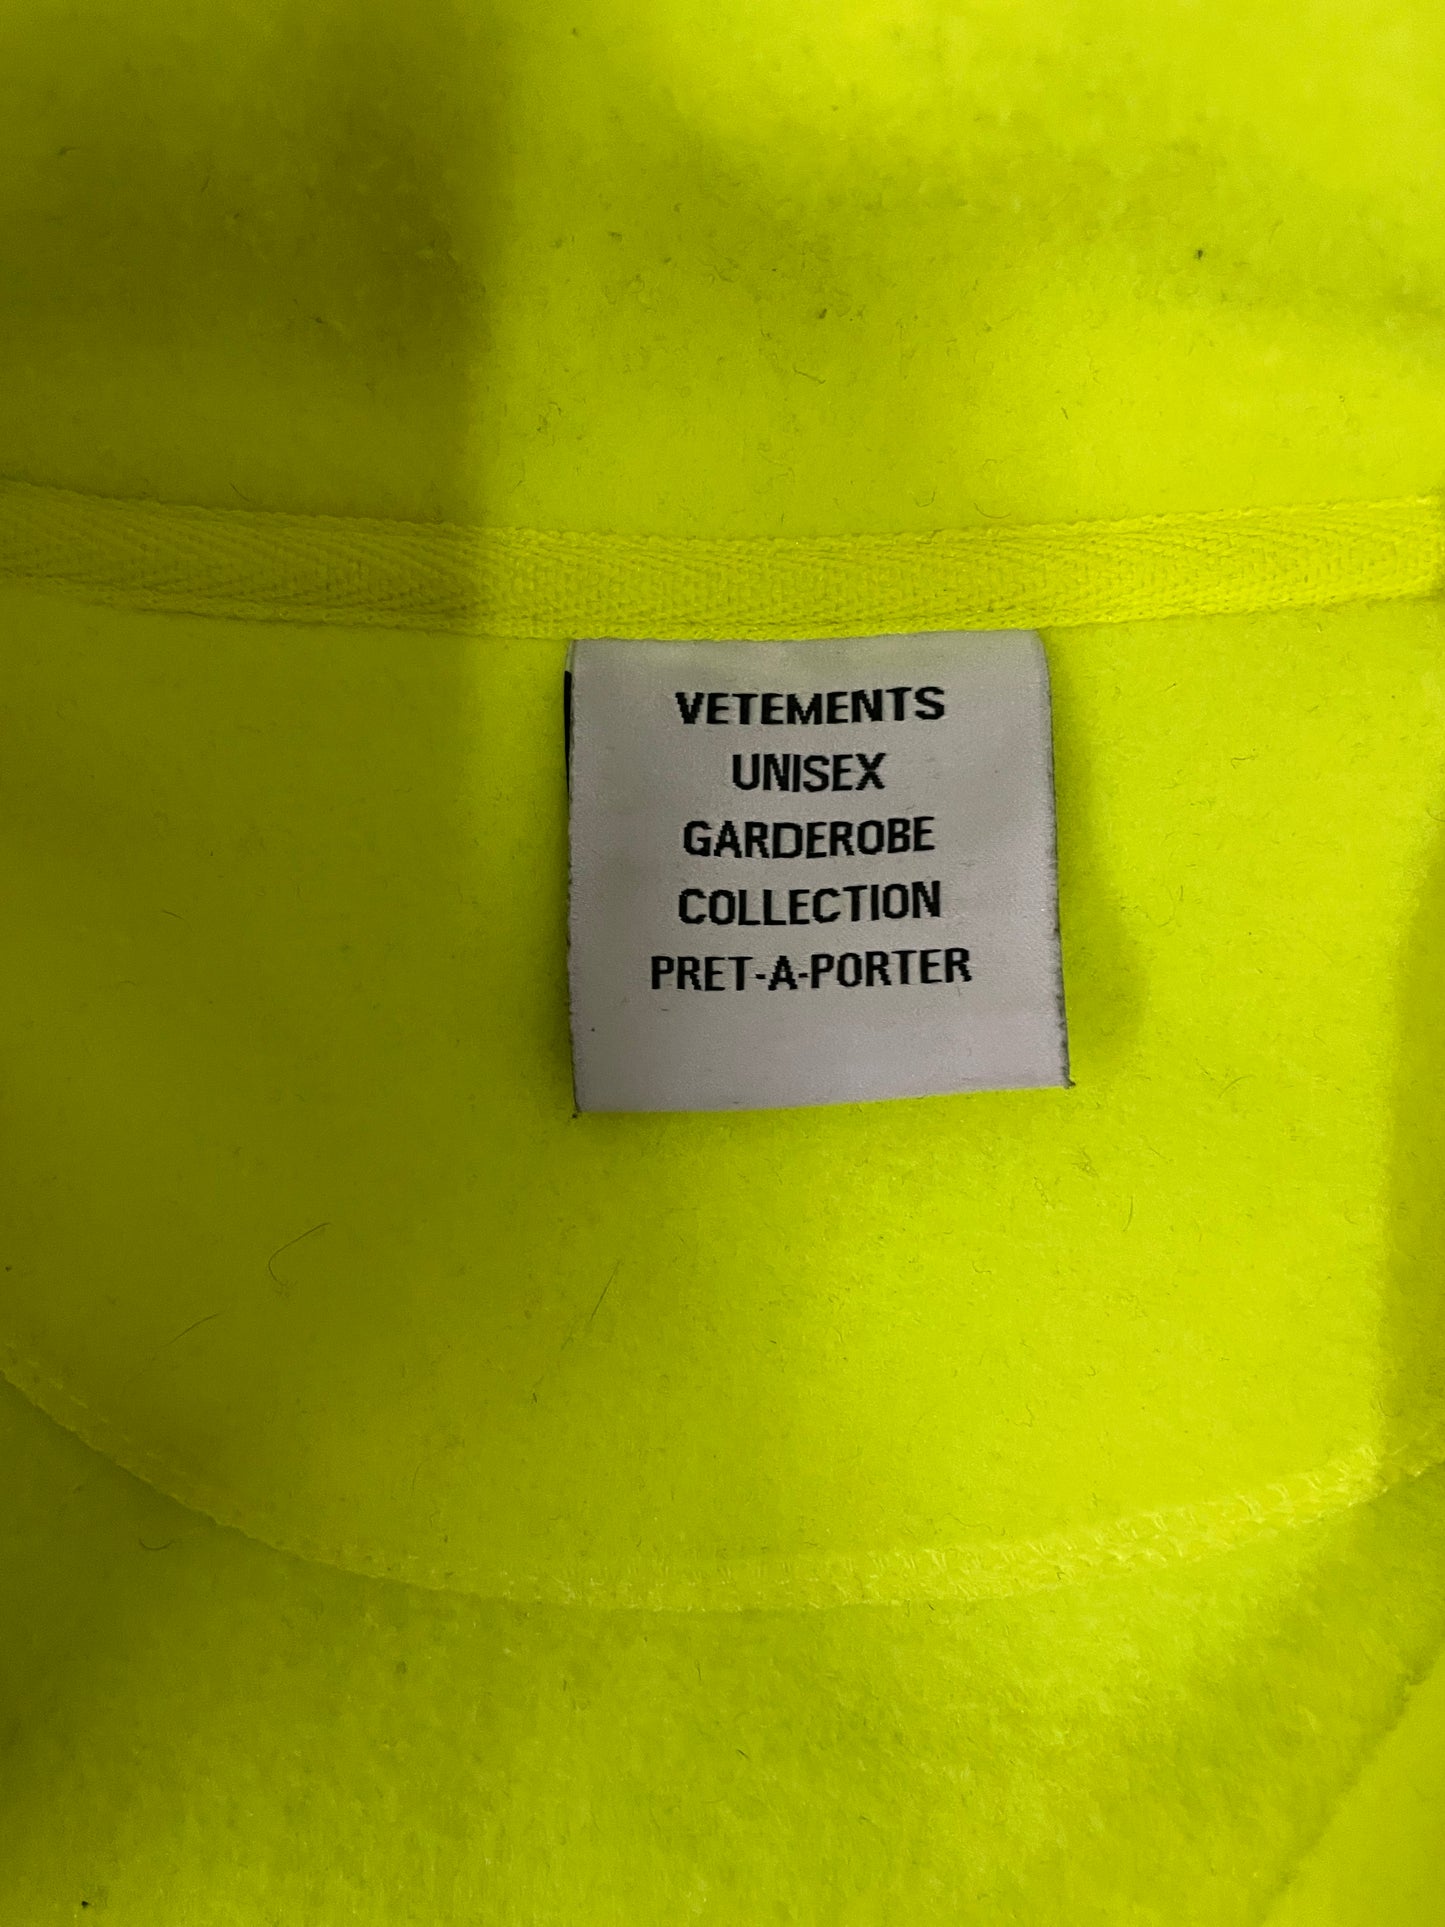 VETEMENTS
UNISEX
GARDEROBE
COLLECTION
PRET-A-PORTER